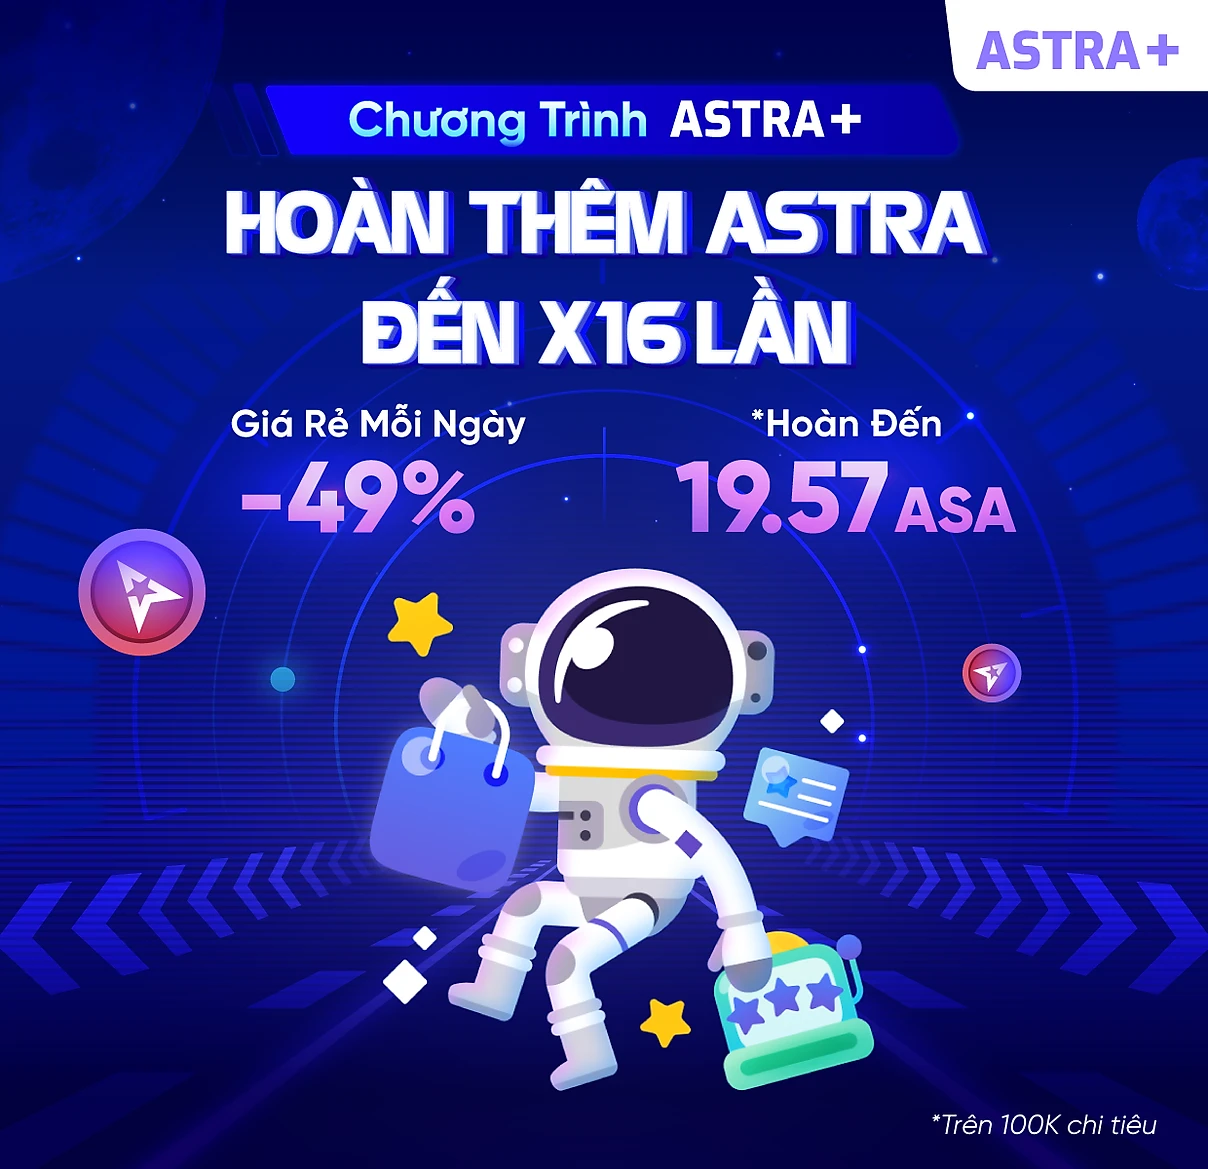 ASTRA+
Chương Trình ASTRA+
HOÀN THÊM ASTRA
ĐẾN X16 LẦN
Giá Rẻ Mỗi Ngày
-49%
*Hoàn Đến
19.57 ASA
*Trên 100K chi tiêu